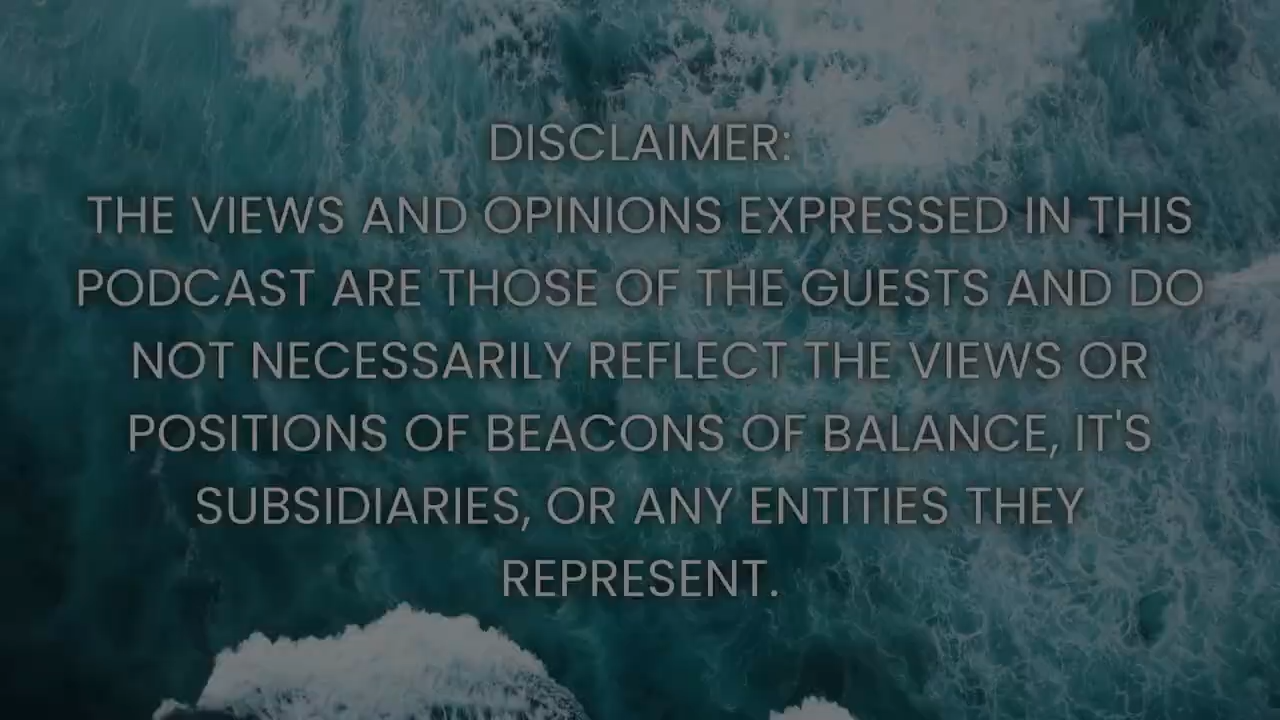 DISCLAIMER:
THE VIEWS AND OPINIONS EXPRESSED IN THIS
PODCAST ARE THOSE OF THE GUESTS AND DO
NOT NECESSARILY REFLECT THE VIEWS OR
POSITIONS OF BEACONS OF BALANCE, IT'S
SUBSIDIARIES, OR ANY ENTITIES THEY
REPRESENT.